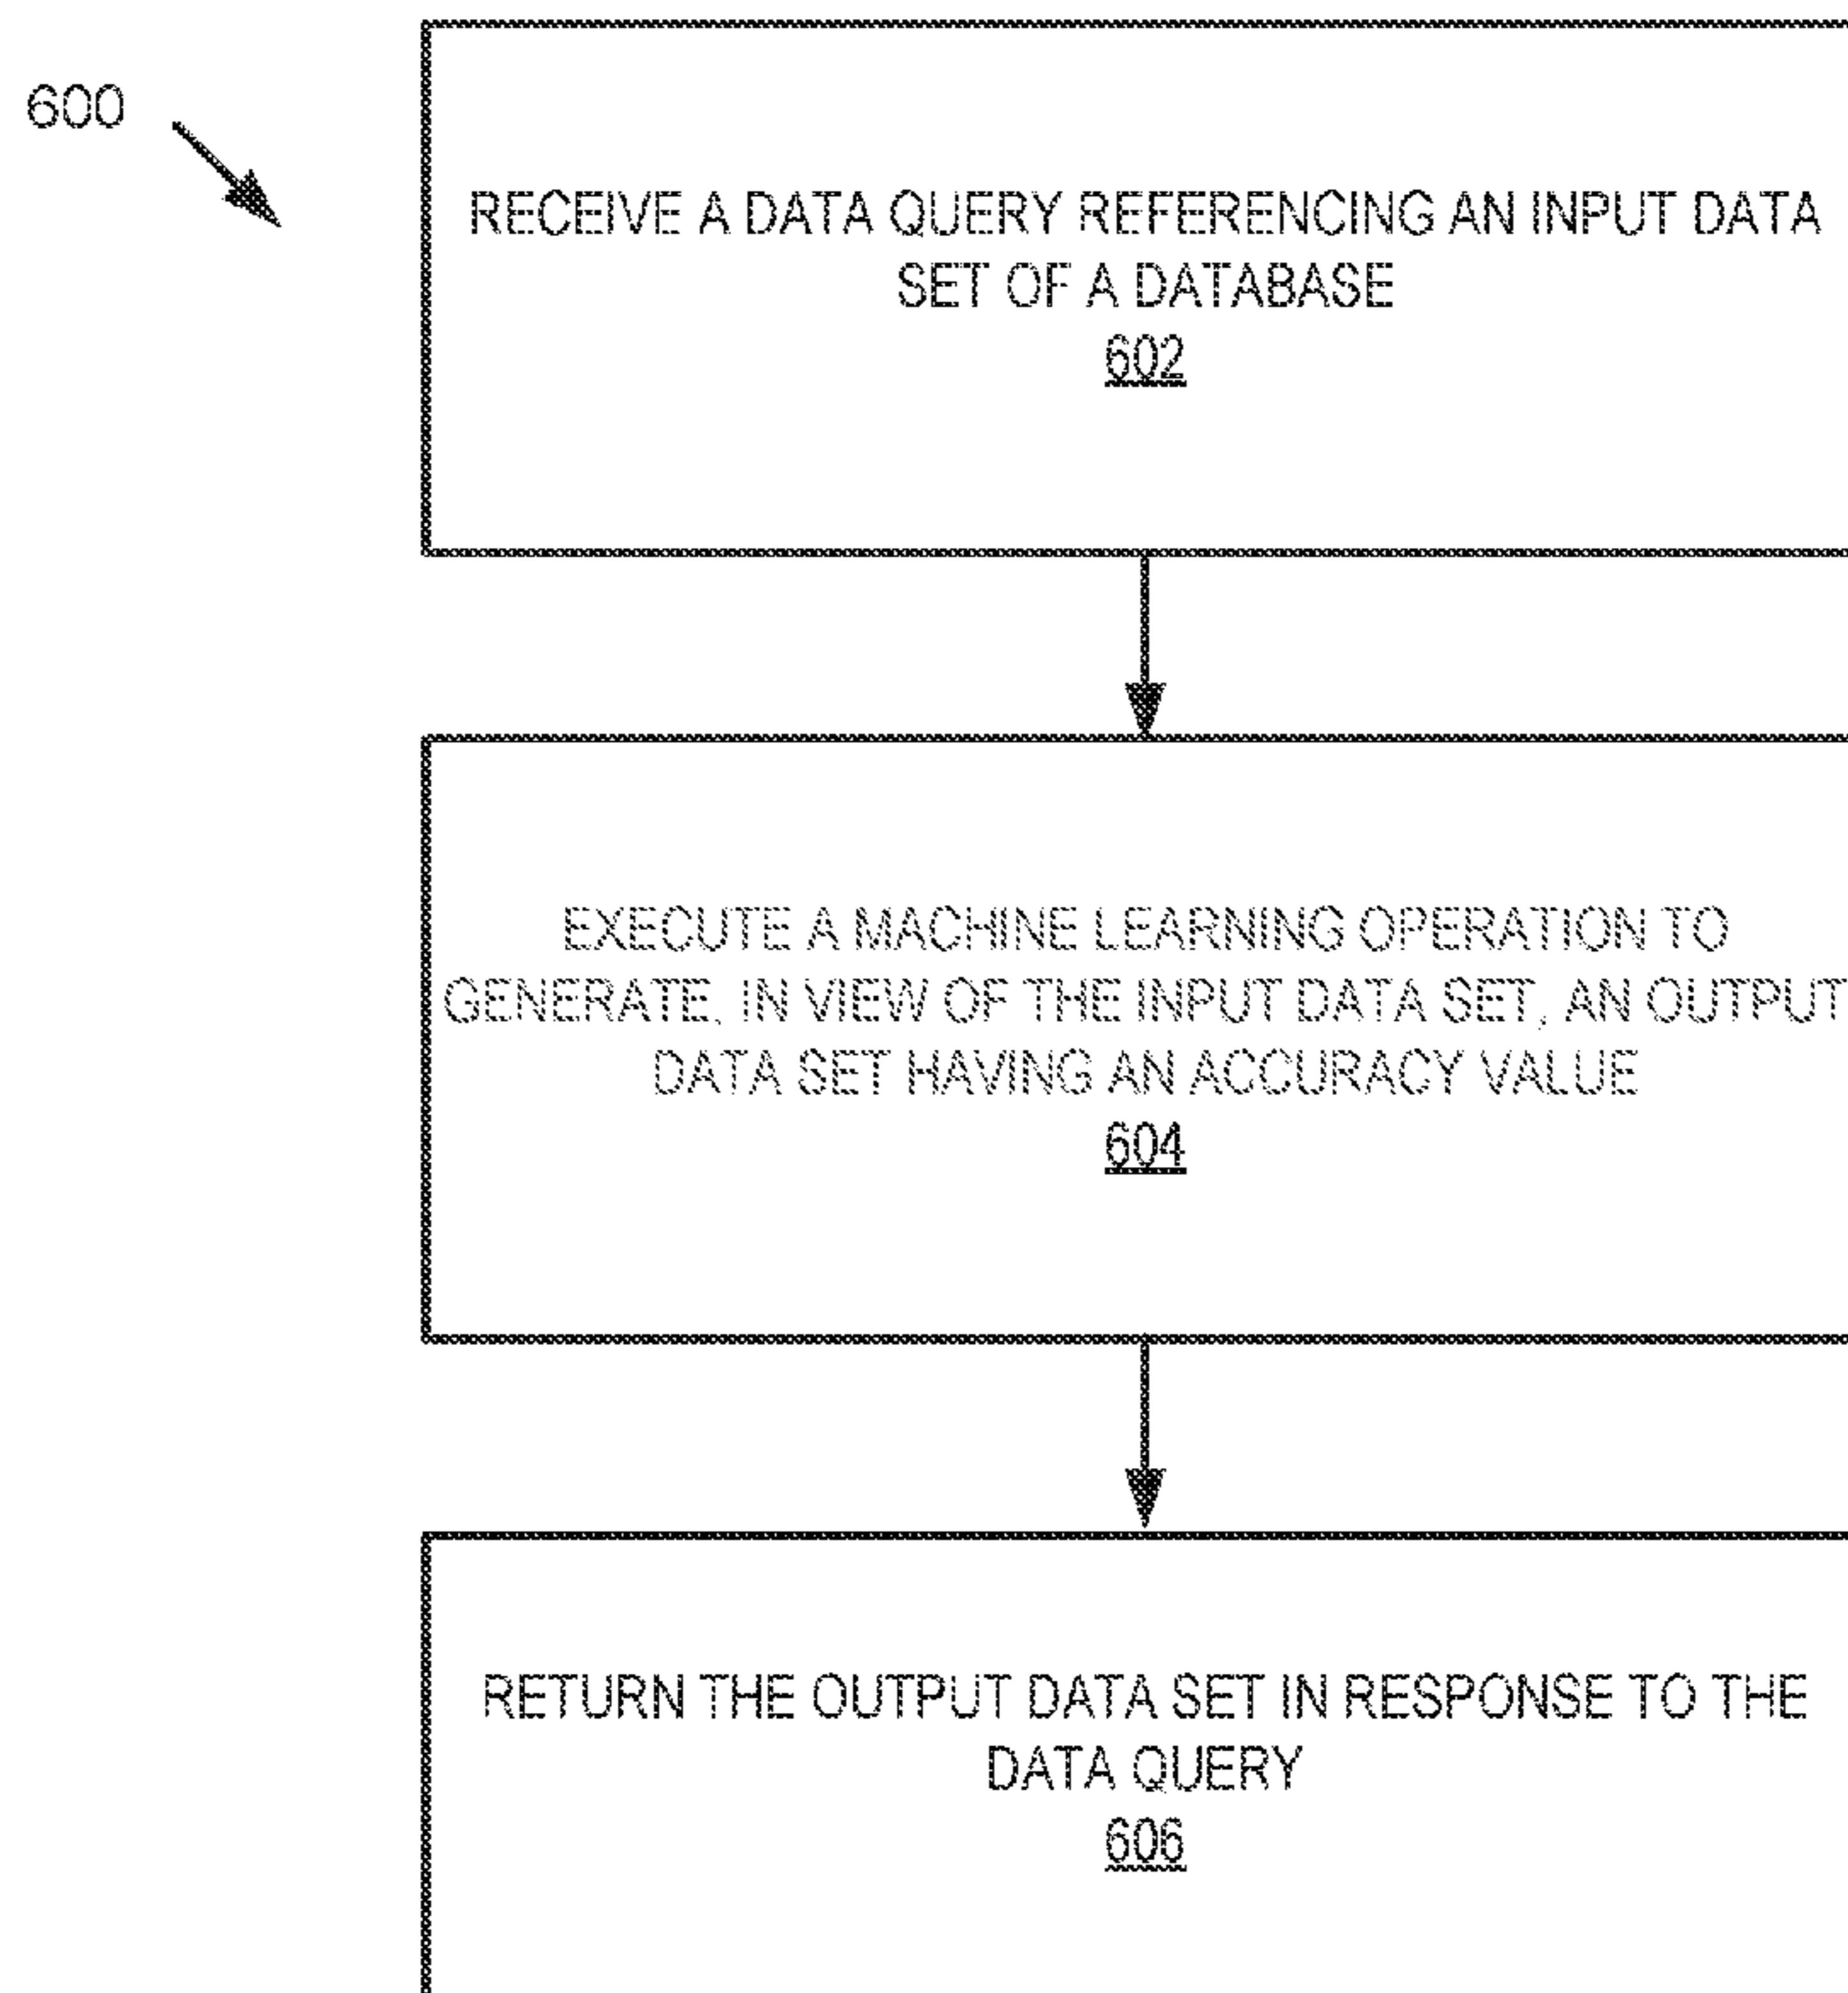 600
RECEIVE A DATA QUERY REFERENCING AN INPUT DATA
SET OF A DATABASE
602
EXECUTE A MACHINE LEARNING OPERATION TO
GENERATE, IN VIEW OF THE INPUT DATA SET, AN OUTPUT
DATA SET HAVING AN ACCURACY VALUE
604
RETURN THE OUTPUT DATA SET IN RESPONSE TO THE
DATA QUERY
606